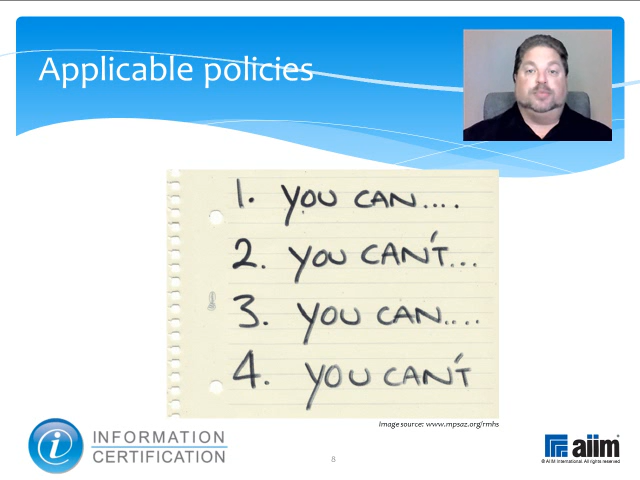 Applicable policies
1. YOU CAN....
2. YOU CAN'T...
3. YOU CAN....
4. YOU CAN'T
Image source: www.mpsaz.org/rmhs
i INFORMATION
CERTIFICATION
8
aiim
© AIIM International. All rights reserved